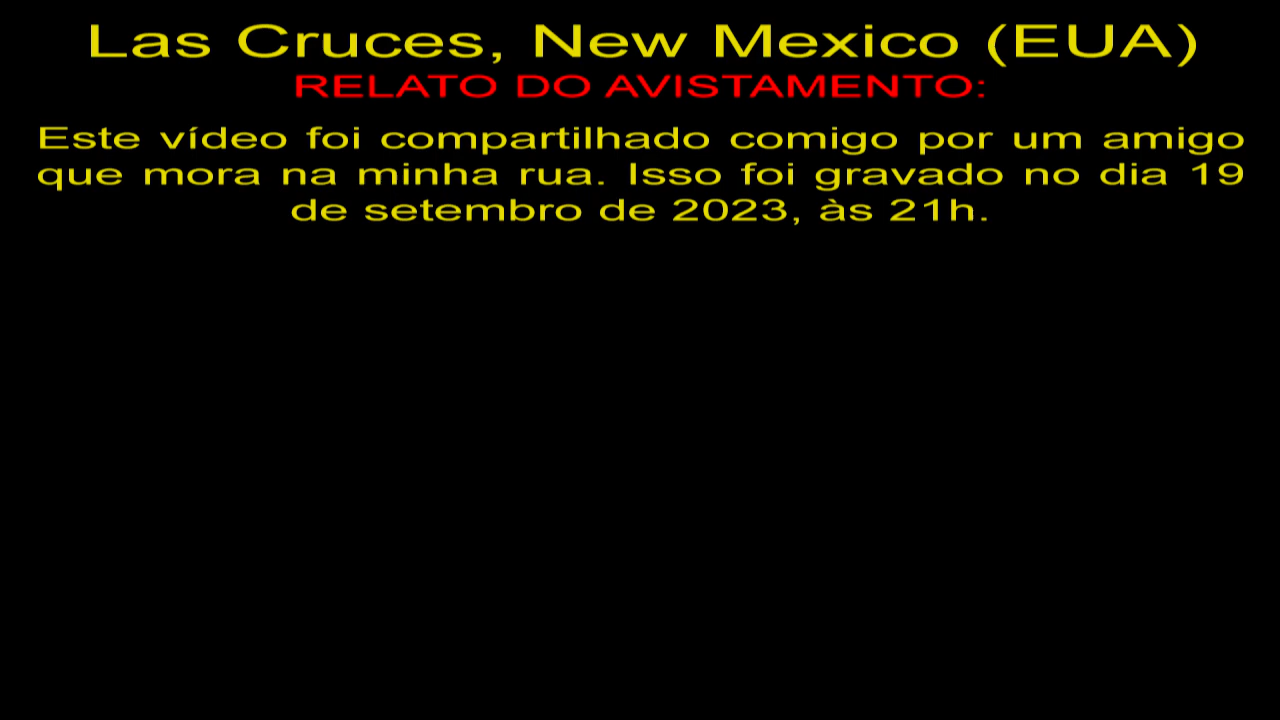 Las Cruces, New Mexico (EUA)
RELATO DO AVISTAMENTO:
Este vídeo foi compartilhado comigo por um amigo
que mora na minha rua. Isso foi gravado no dia 19
de setembro de 2023, às 21h.